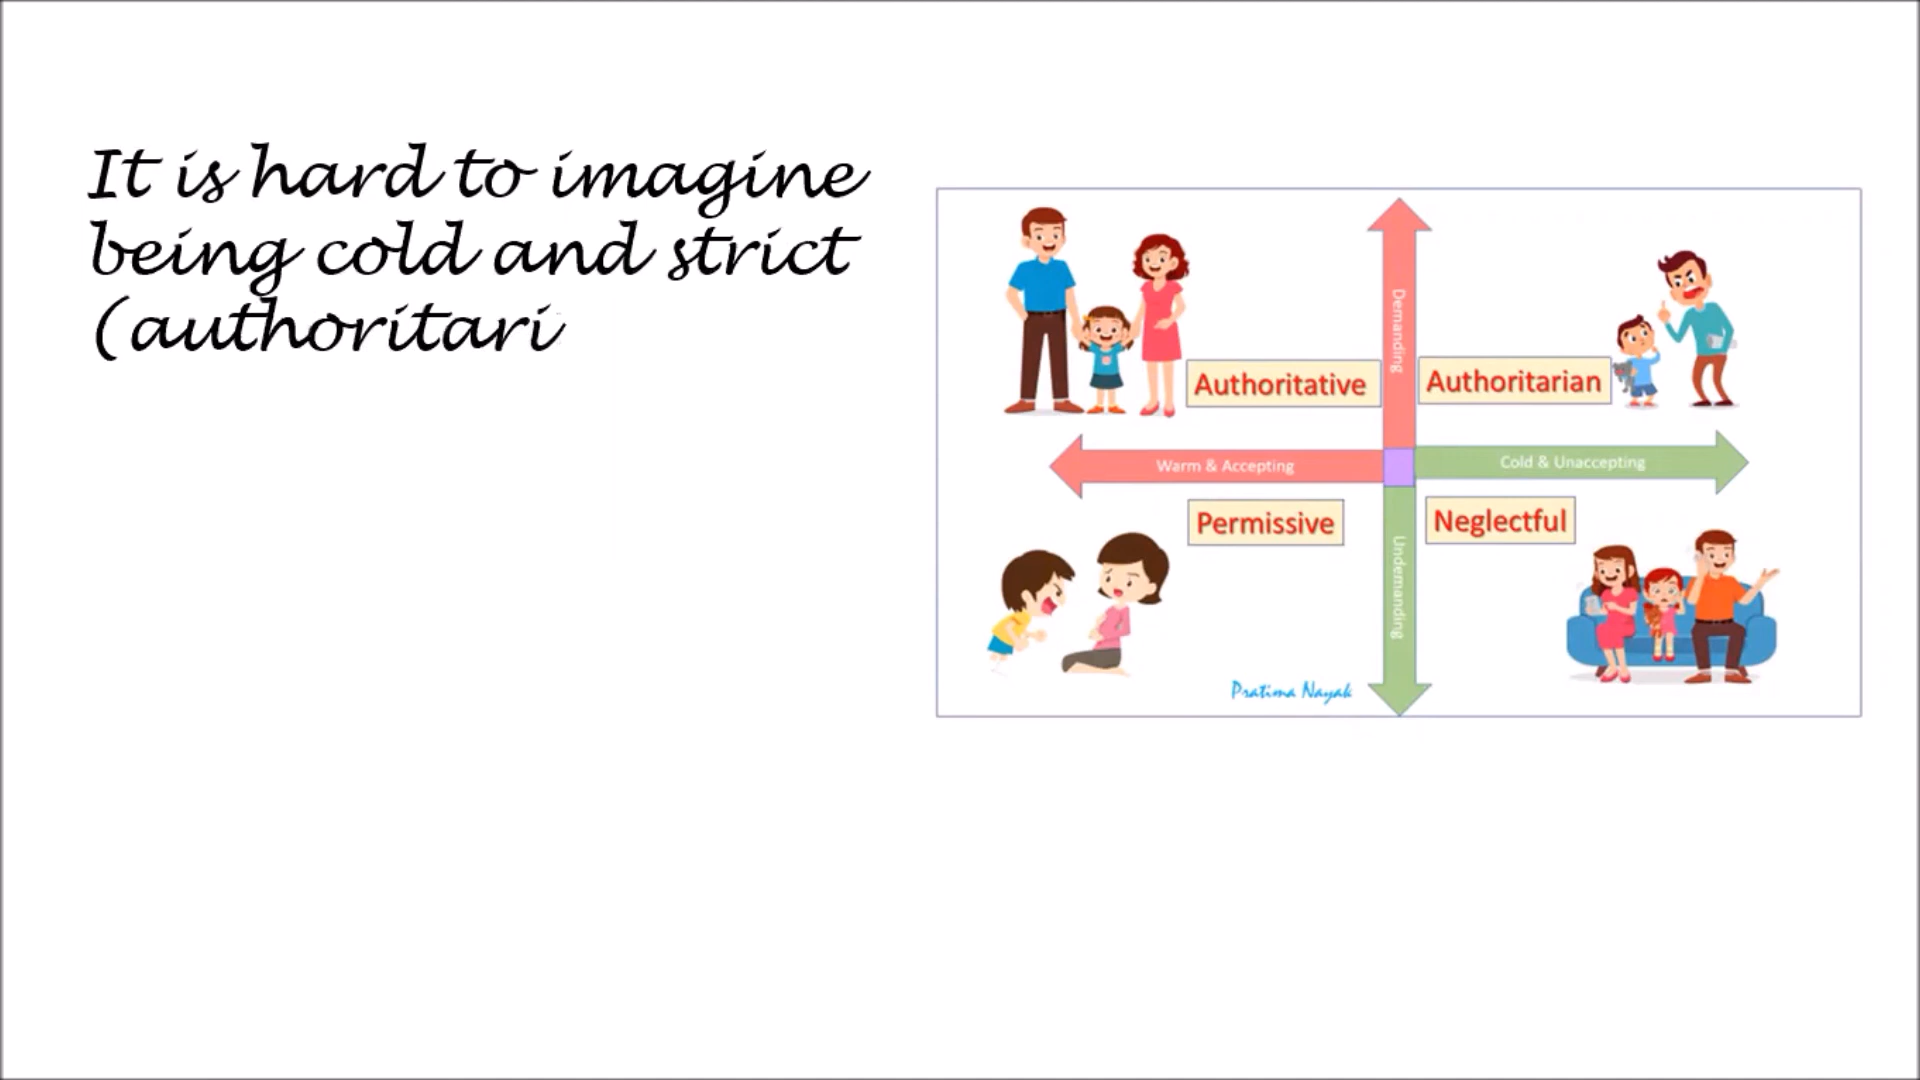 It is hard to imagine
being cold and strict
(authoritari
Demanding
Authoritative
Authoritarian
Warm & Accepting
Cold & Unaccepting
Permissive
Neglectful
Undemanding
Pratima Nayak